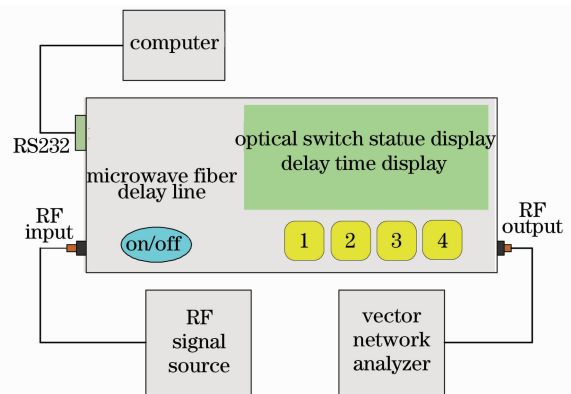 computer
RS232
optical switch statue display
delay time display
microwave fiber
delay line
RF
input
on/off
1 2 3 4
RF
output
RF
signal
source
vector
network
analyzer